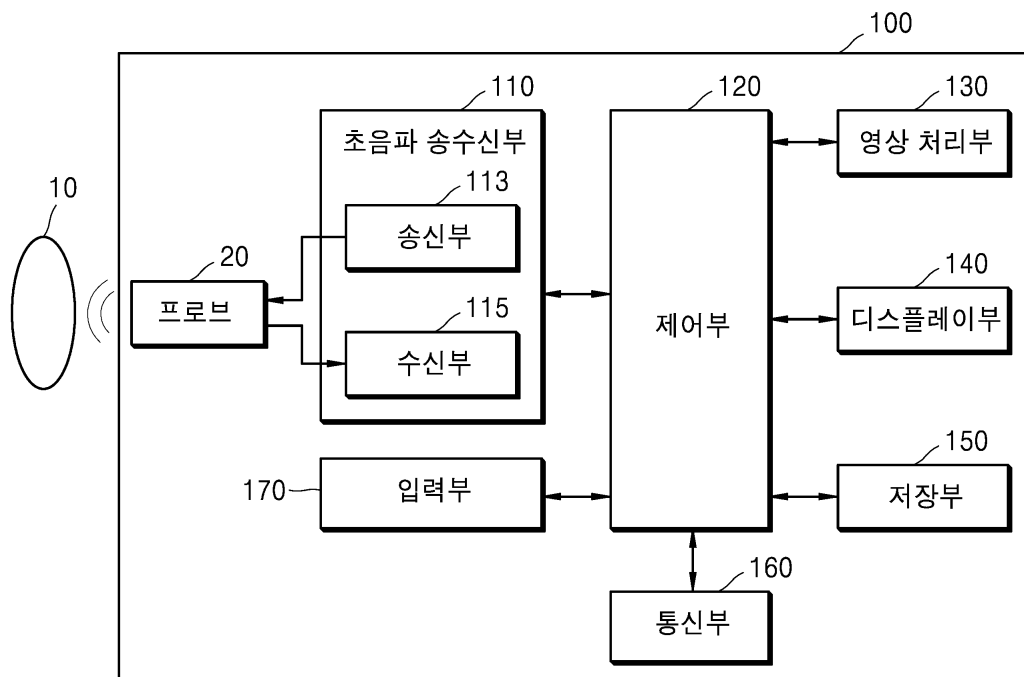 100
110
120
130
초음파 송수신부
영상 처리부
10
113
송신부
20
140
프로브
제어부
디스플레이부
115
수신부
150
170
입력부
저장부
160
통신부